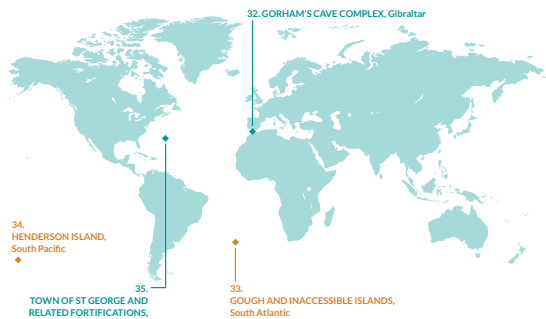 32. GORHAM'S CAVE COMPLEX, Gibraltar
34.
HENDERSON ISLAND,
South Pacific
35.
TOWN OF ST GEORGE AND
RELATED FORTIFICATIONS,
33.
GOUGH AND INACCESSIBLE ISLANDS,
South Atlantic